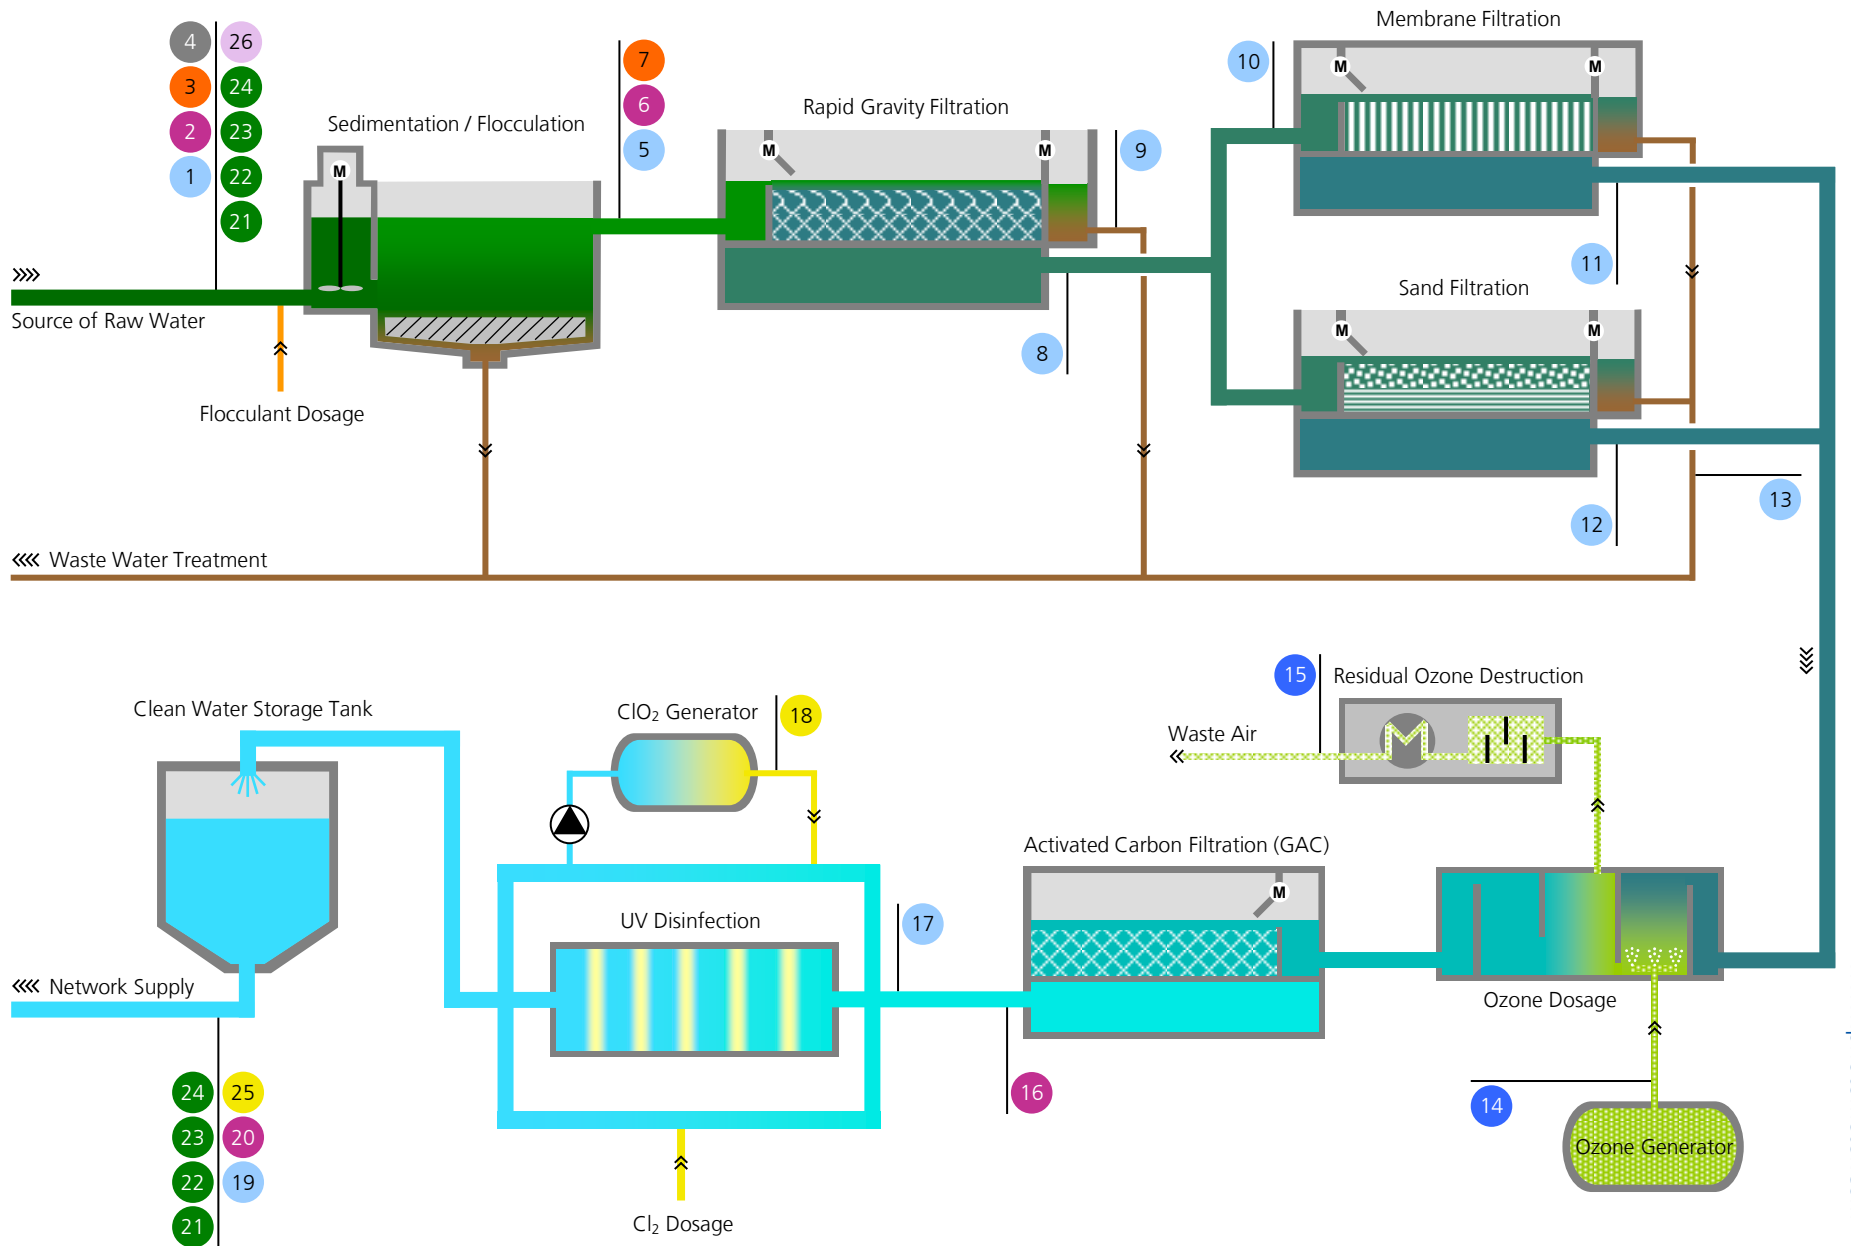 Membrane Filtration
4 26
7
10
M M
3 24
Rapid Gravity Filtration
6
Sedimentation / Flocculation
2 23
5
M M
9
1 22
M
21
11
Source of Raw Water
Sand Filtration
M M
8
Flocculant Dosage
13
12
Waste Water Treatment
15
Residual Ozone Destruction
Clean Water Storage Tank
ClO₂ Generator
18
Waste Air
Activated Carbon Filtration (GAC)
M
UV Disinfection
17
Network Supply
Ozone Dosage
24 25
16
14
23 20
Ozone Generator
22 19
21
Cl₂ Dosage